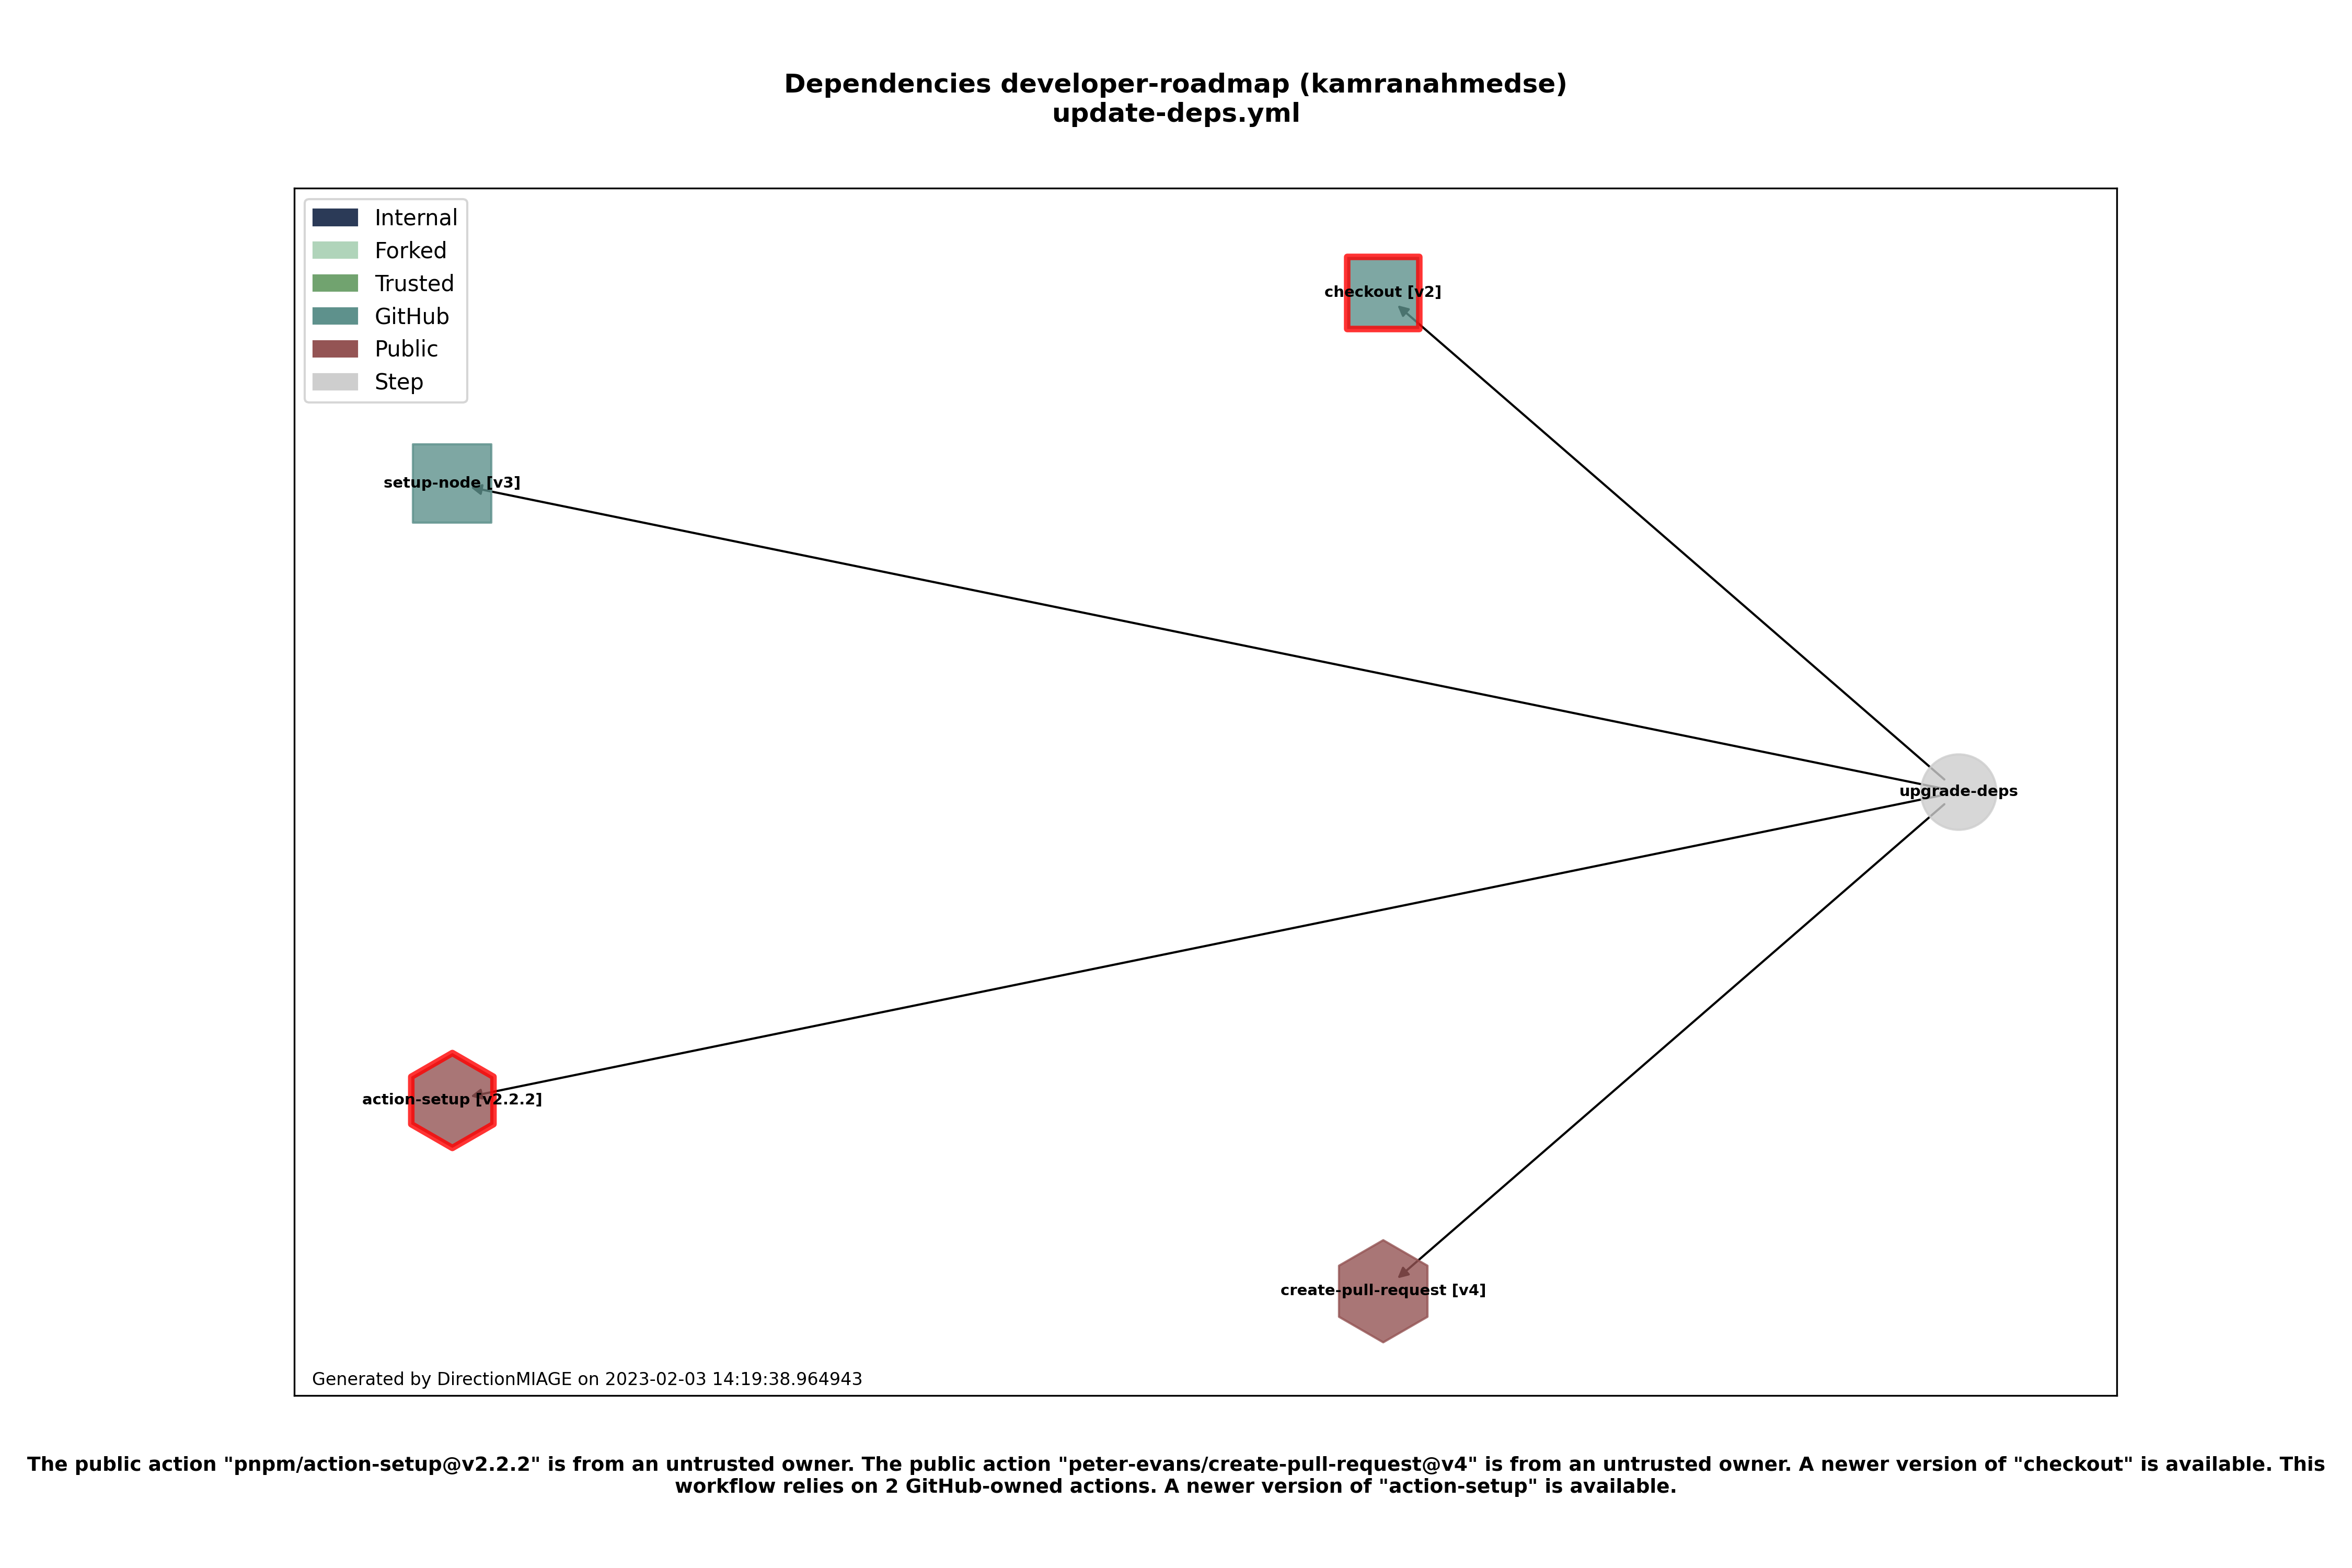 Dependencies developer-roadmap (kamranahmedse)
update-deps.yml
Internal
Forked
Trusted
GitHub
Public
Step
checkout [v2]
setup-node [v3]
upgrade-deps
action-setup [v2.2.2]
create-pull-request [v4]
Generated by DirectionMIAGE on 2023-02-03 14:19:38.964943
The public action "pnpm/action-setup@v2.2.2" is from an untrusted owner. The public action "peter-evans/create-pull-request@v4" is from an untrusted owner. A newer version of "checkout" is available. This
workflow relies on 2 GitHub-owned actions. A newer version of "action-setup" is available.